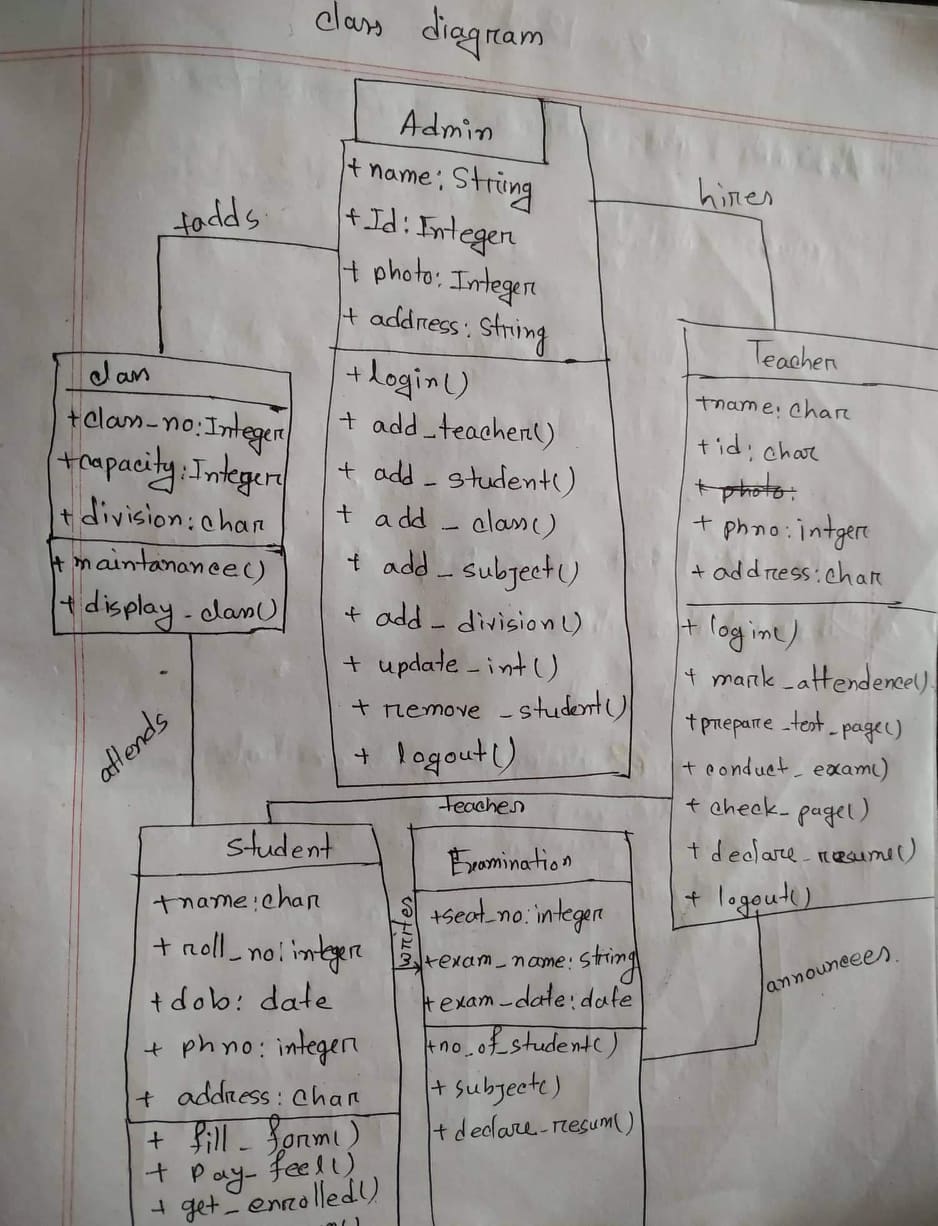 class diagram
Admin
+ name: String
+ Id: Integer
+ photo: Integer
+ address: String
+ login()
+ add_teacher()
+ add_student()
+ add_class()
+ add_subject()
+ add_division()
+ update_int()
+ remove_student()
+ logout()
+adds
hires
class
+class_no: Integer
+capacity: Integer
+ division: char
+ maintanance()
+ display_class()
Teacher
+name: char
+ id: char
+ photo:
+ phno: intger
+ address: char
+ login()
+ mark_attendence()
+ prepare_test_page()
+ conduct_exam()
+ check_page()
+ declare_resume()
+ logout()
attends
teacher
Student
+name: char
+ roll_no: integer
+ dob: date
+ phno: integer
+ address: char
+ fill_form()
+ pay_feel()
+ get_enrolled()
writes
Examination
+seat_no: integer
+exam_name: string
+exam_date: date
+no_of_student()
+ subject()
+ declare_resum()
announcees.